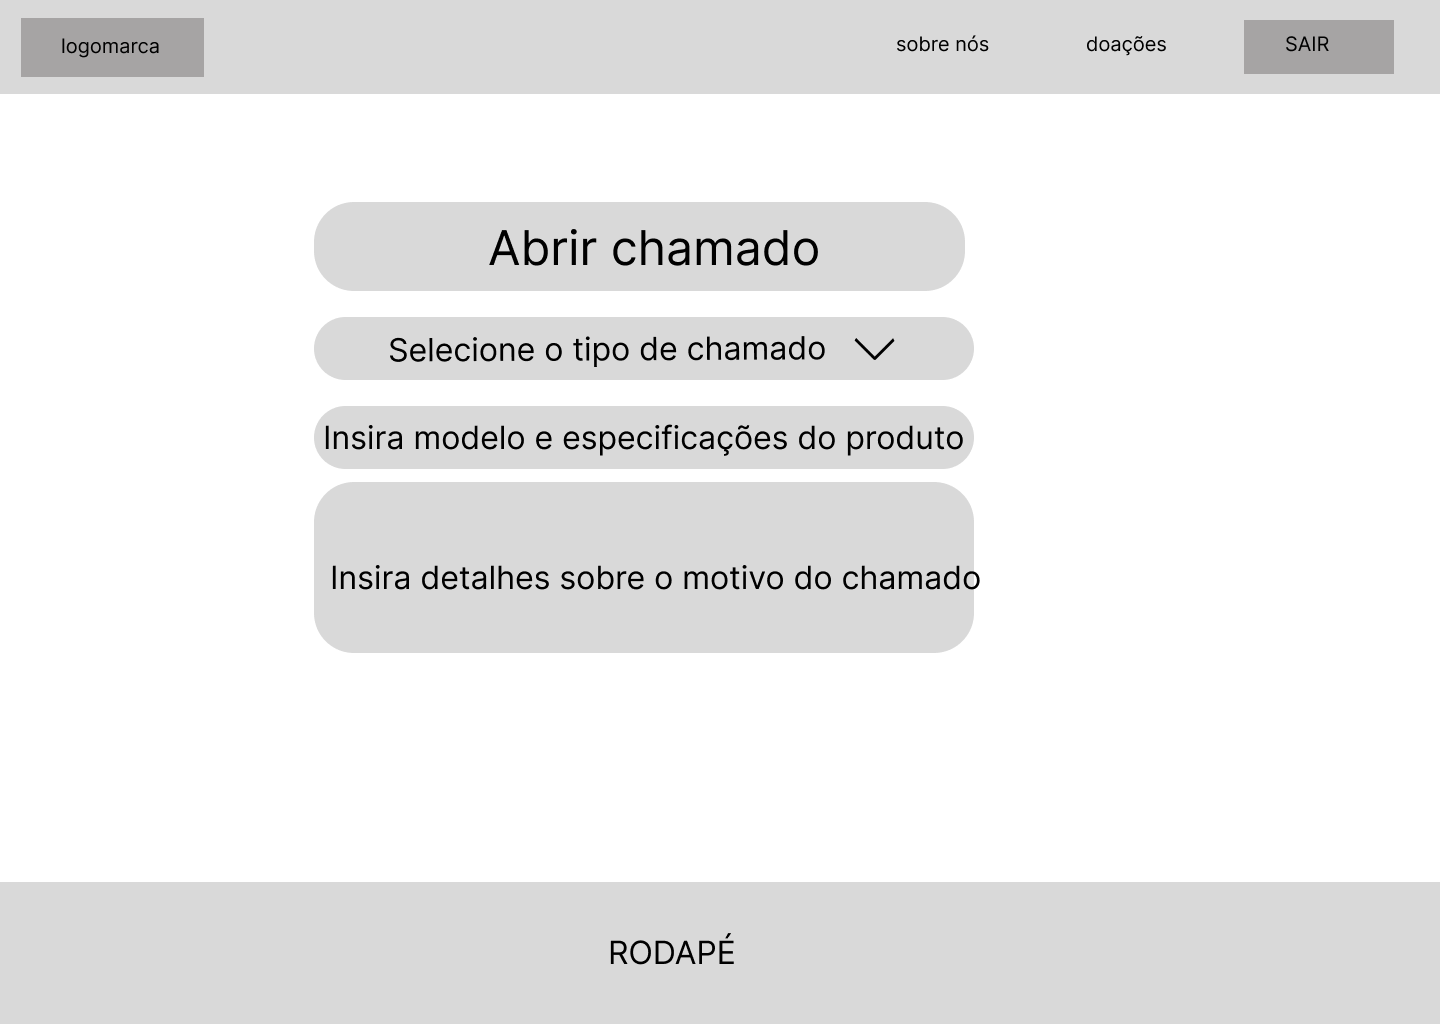 logomarca
sobre nós
doações
SAIR
Abrir chamado
Selecione o tipo de chamado
Insira modelo e especificações do produto
Insira detalhes sobre o motivo do chamado
RODAPÉ